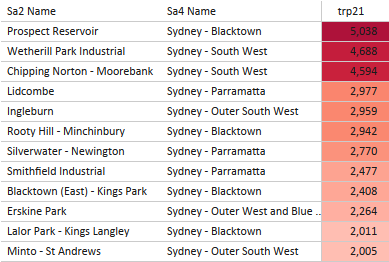 Sa2 Name Sa4 Name trp21
Prospect Reservoir Sydney - Blacktown 5,038
Wetherill Park Industrial Sydney - South West 4,688
Chipping Norton - Moorebank Sydney - South West 4,594
Lidcombe Sydney - Parramatta 2,977
Ingleburn Sydney - Outer South West 2,959
Rooty Hill - Minchinbury Sydney - Blacktown 2,942
Silverwater - Newington Sydney - Parramatta 2,770
Smithfield Industrial Sydney - Parramatta 2,477
Blacktown (East) - Kings Park Sydney - Blacktown 2,408
Erskine Park Sydney - Outer West and Blue .. 2,264
Lalor Park - Kings Langley Sydney - Blacktown 2,011
Minto - St Andrews Sydney - Outer South West 2,005